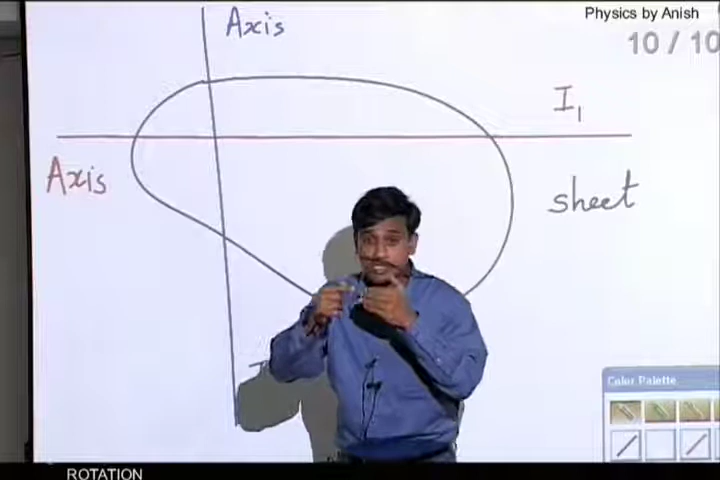 Physics by Anish
Axis
10 / 10
I₁
Axis
sheet
Color Palette
ROTATION